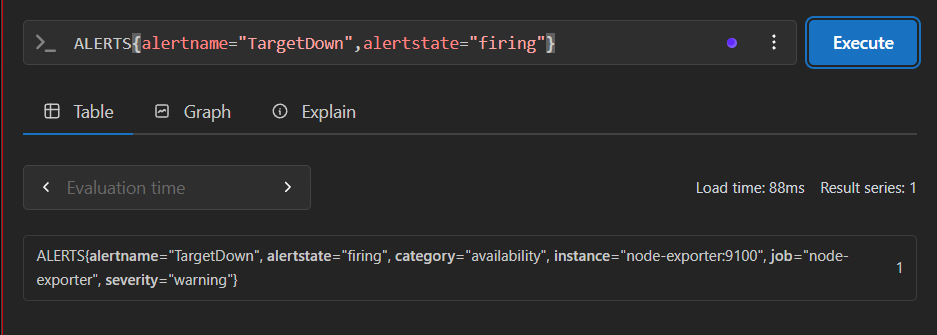 >_ ALERTS{alertname="TargetDown",alertstate="firing"} Execute
Table Graph Explain
Evaluation time Load time: 88ms Result series: 1
ALERTS{alertname="TargetDown", alertstate="firing", category="availability", instance="node-exporter:9100", job="node-
exporter", severity="warning"} 1